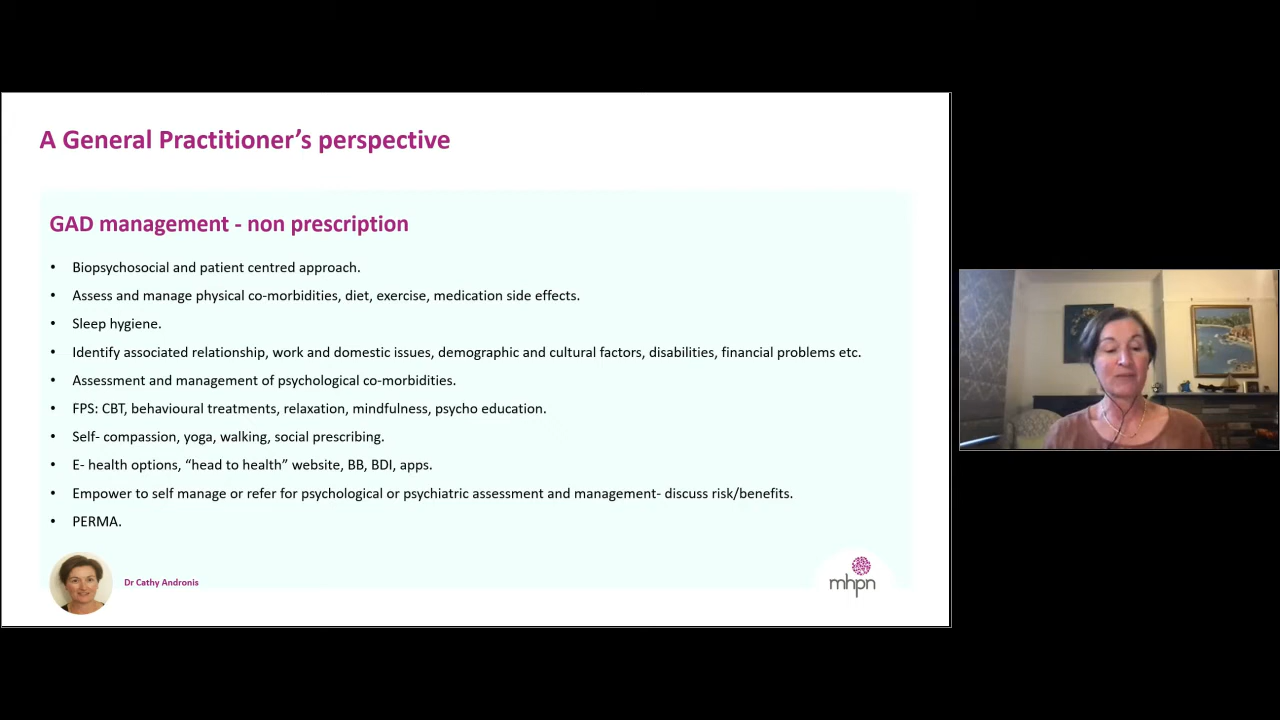 A General Practitioner's perspective
GAD management - non prescription
• Biopsychosocial and patient centred approach.
• Assess and manage physical co-morbidities, diet, exercise, medication side effects.
• Sleep hygiene.
• Identify associated relationship, work and domestic issues, demographic and cultural factors, disabilities, financial problems etc.
• Assessment and management of psychological co-morbidities.
• FPS: CBT, behavioural treatments, relaxation, mindfulness, psycho education.
• Self- compassion, yoga, walking, social prescribing.
• E- health options, “head to health” website, BB, BDI, apps.
• Empower to self manage or refer for psychological or psychiatric assessment and management- discuss risk/benefits.
• PERMA.
Dr Cathy Andronis
mhpn